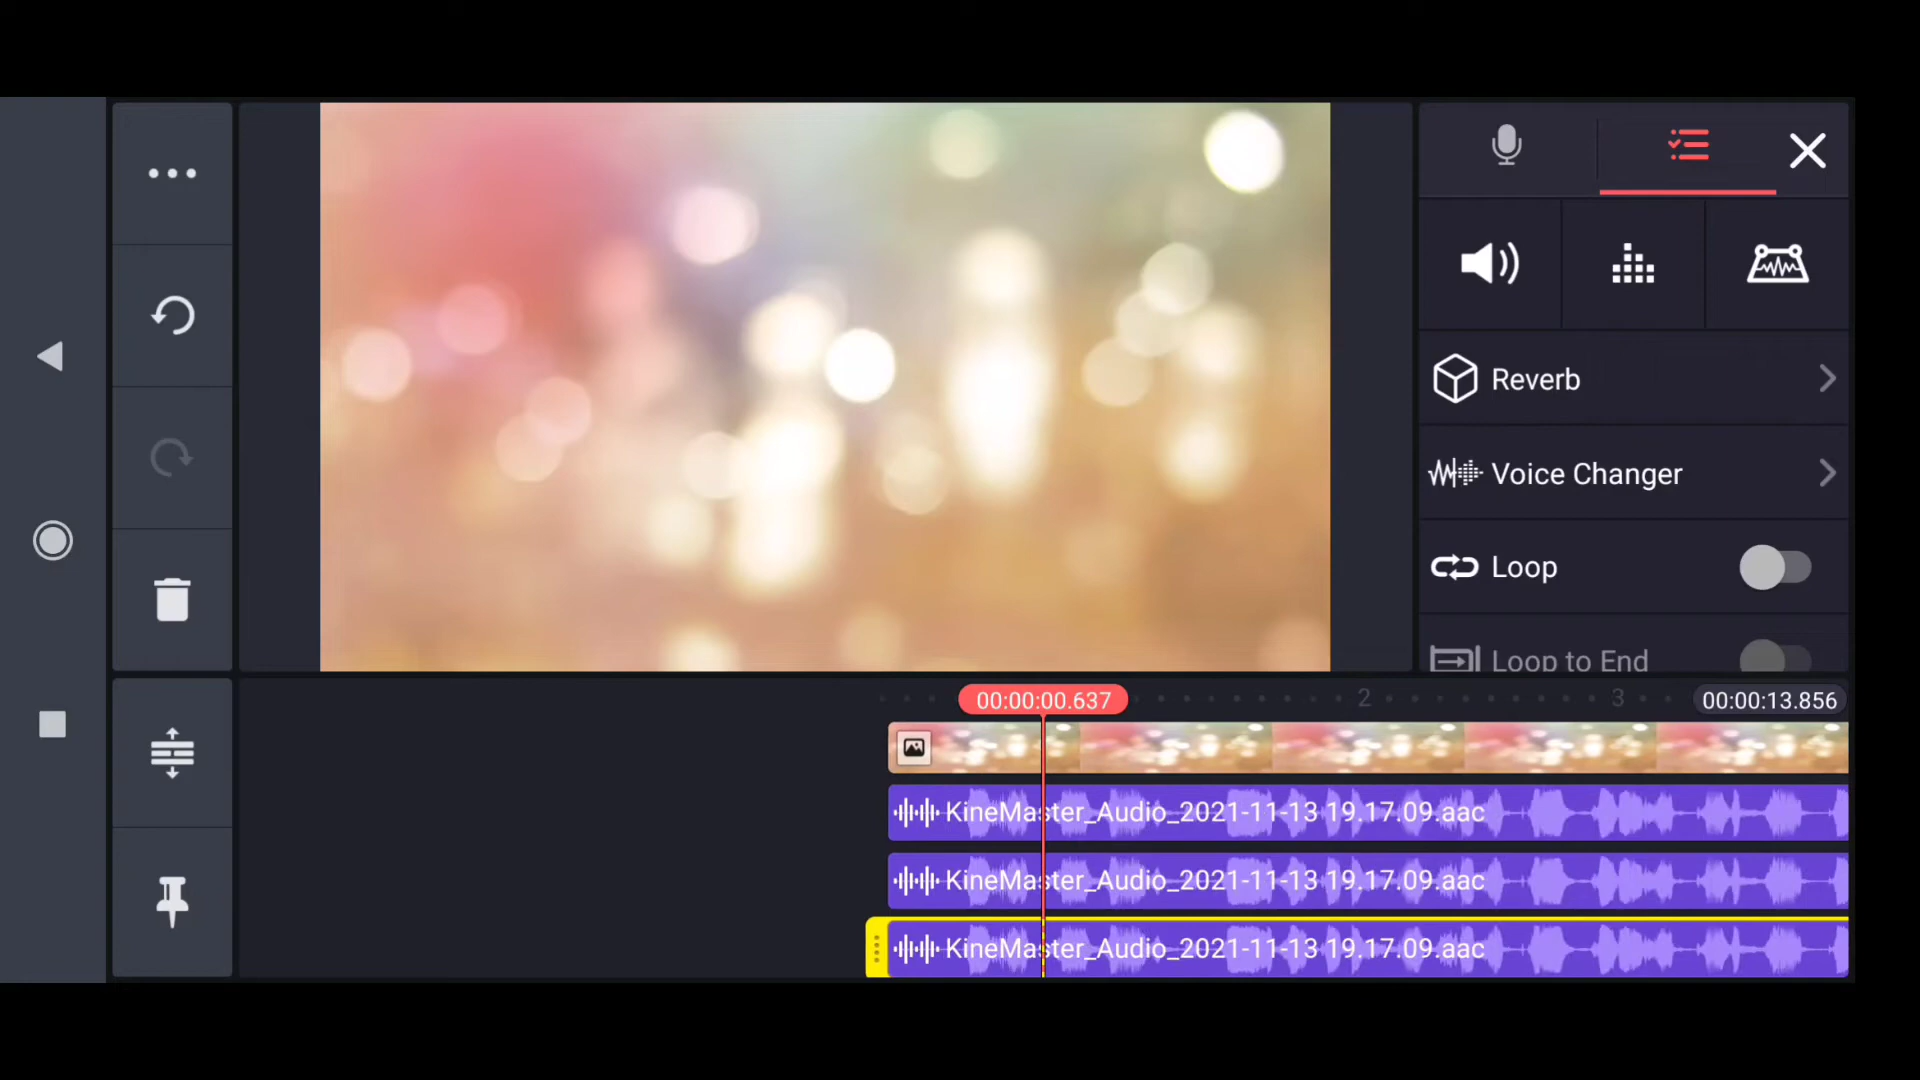 Reverb
Voice Changer
Loop
Loop to End
00:00:00.637
2
3
00:00:13.856
KineMaster_Audio_2021-11-13 19.17.09.aac
KineMaster_Audio_2021-11-13 19.17.09.aac
KineMaster_Audio_2021-11-13 19.17.09.aac